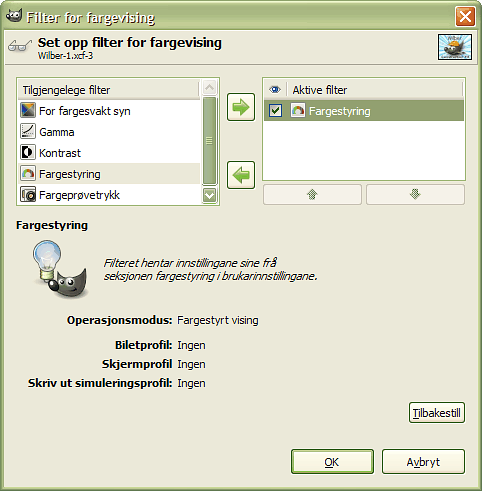 Filter for fargevising
Set opp filter for fargevising
Wilber-1.xcf-3
Tilgjengelege filter
For fargesvakt syn
Gamma
Kontrast
Fargestyring
Fargeprøvetrykk
Aktive filter
Fargestyring
Fargestyring
Filteret hentar innstillingane sine frå
seksjonen fargestyring i brukarinnstillingane.
Operasjonsmodus: Fargestyrt vising
Biletprofil: Ingen
Skjermprofil: Ingen
Skriv ut simuleringsprofil: Ingen
Tilbakestill
OK
Avbryt